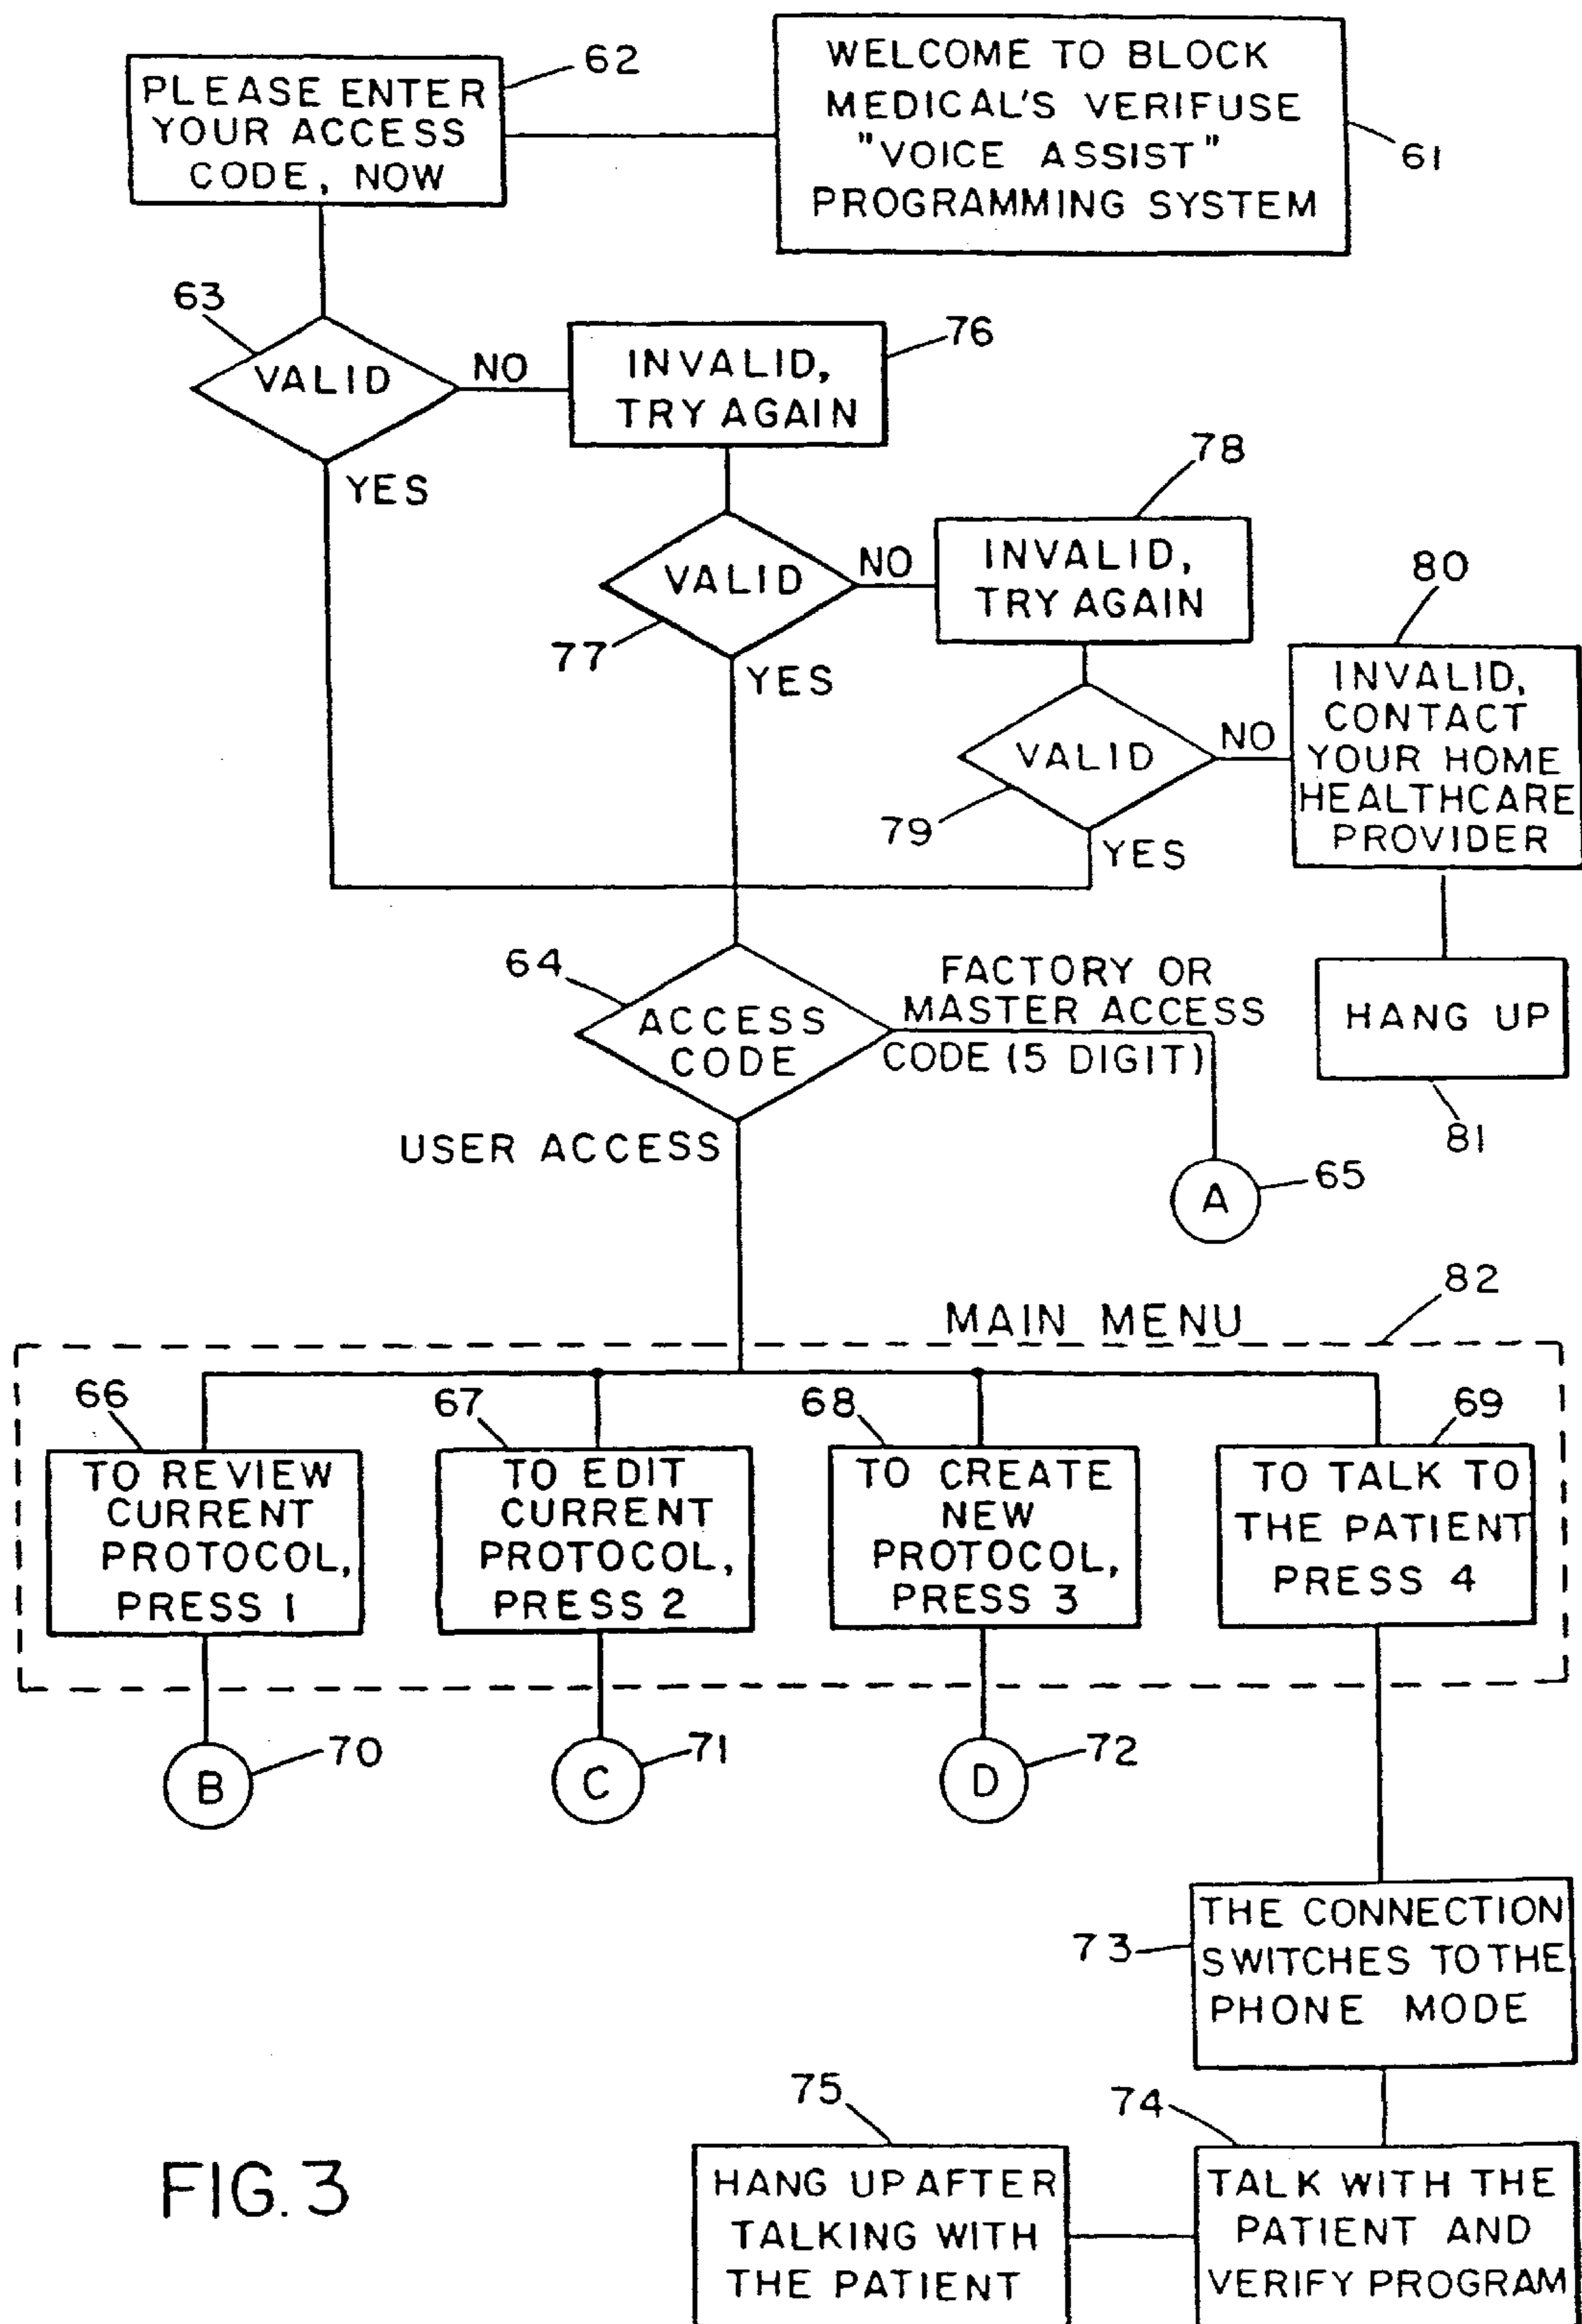 62
PLEASE ENTER
YOUR ACCESS
CODE, NOW
WELCOME TO BLOCK
MEDICAL'S VERIFUSE
"VOICE ASSIST"
PROGRAMMING SYSTEM
61
63
VALID
NO
YES
76
INVALID,
TRY AGAIN
77
VALID
NO
YES
78
INVALID,
TRY AGAIN
79
VALID
NO
YES
80
INVALID,
CONTACT
YOUR HOME
HEALTHCARE
PROVIDER
HANG UP
81
64
ACCESS
CODE
FACTORY OR
MASTER ACCESS
CODE (5 DIGIT)
A
65
USER ACCESS
MAIN MENU
82
66
TO REVIEW
CURRENT
PROTOCOL,
PRESS 1
67
TO EDIT
CURRENT
PROTOCOL,
PRESS 2
68
TO CREATE
NEW
PROTOCOL,
PRESS 3
69
TO TALK TO
THE PATIENT
PRESS 4
B
70
C
71
D
72
73
THE CONNECTION
SWITCHES TO THE
PHONE MODE
74
TALK WITH THE
PATIENT AND
VERIFY PROGRAM
75
HANG UP AFTER
TALKING WITH
THE PATIENT
FIG. 3